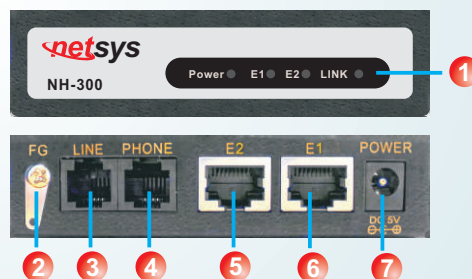 netsys
NH-300
Power E1 E2 LINK
1
FG LINE PHONE E2 E1 POWER
DC 5V
2 3 4 5 6 7